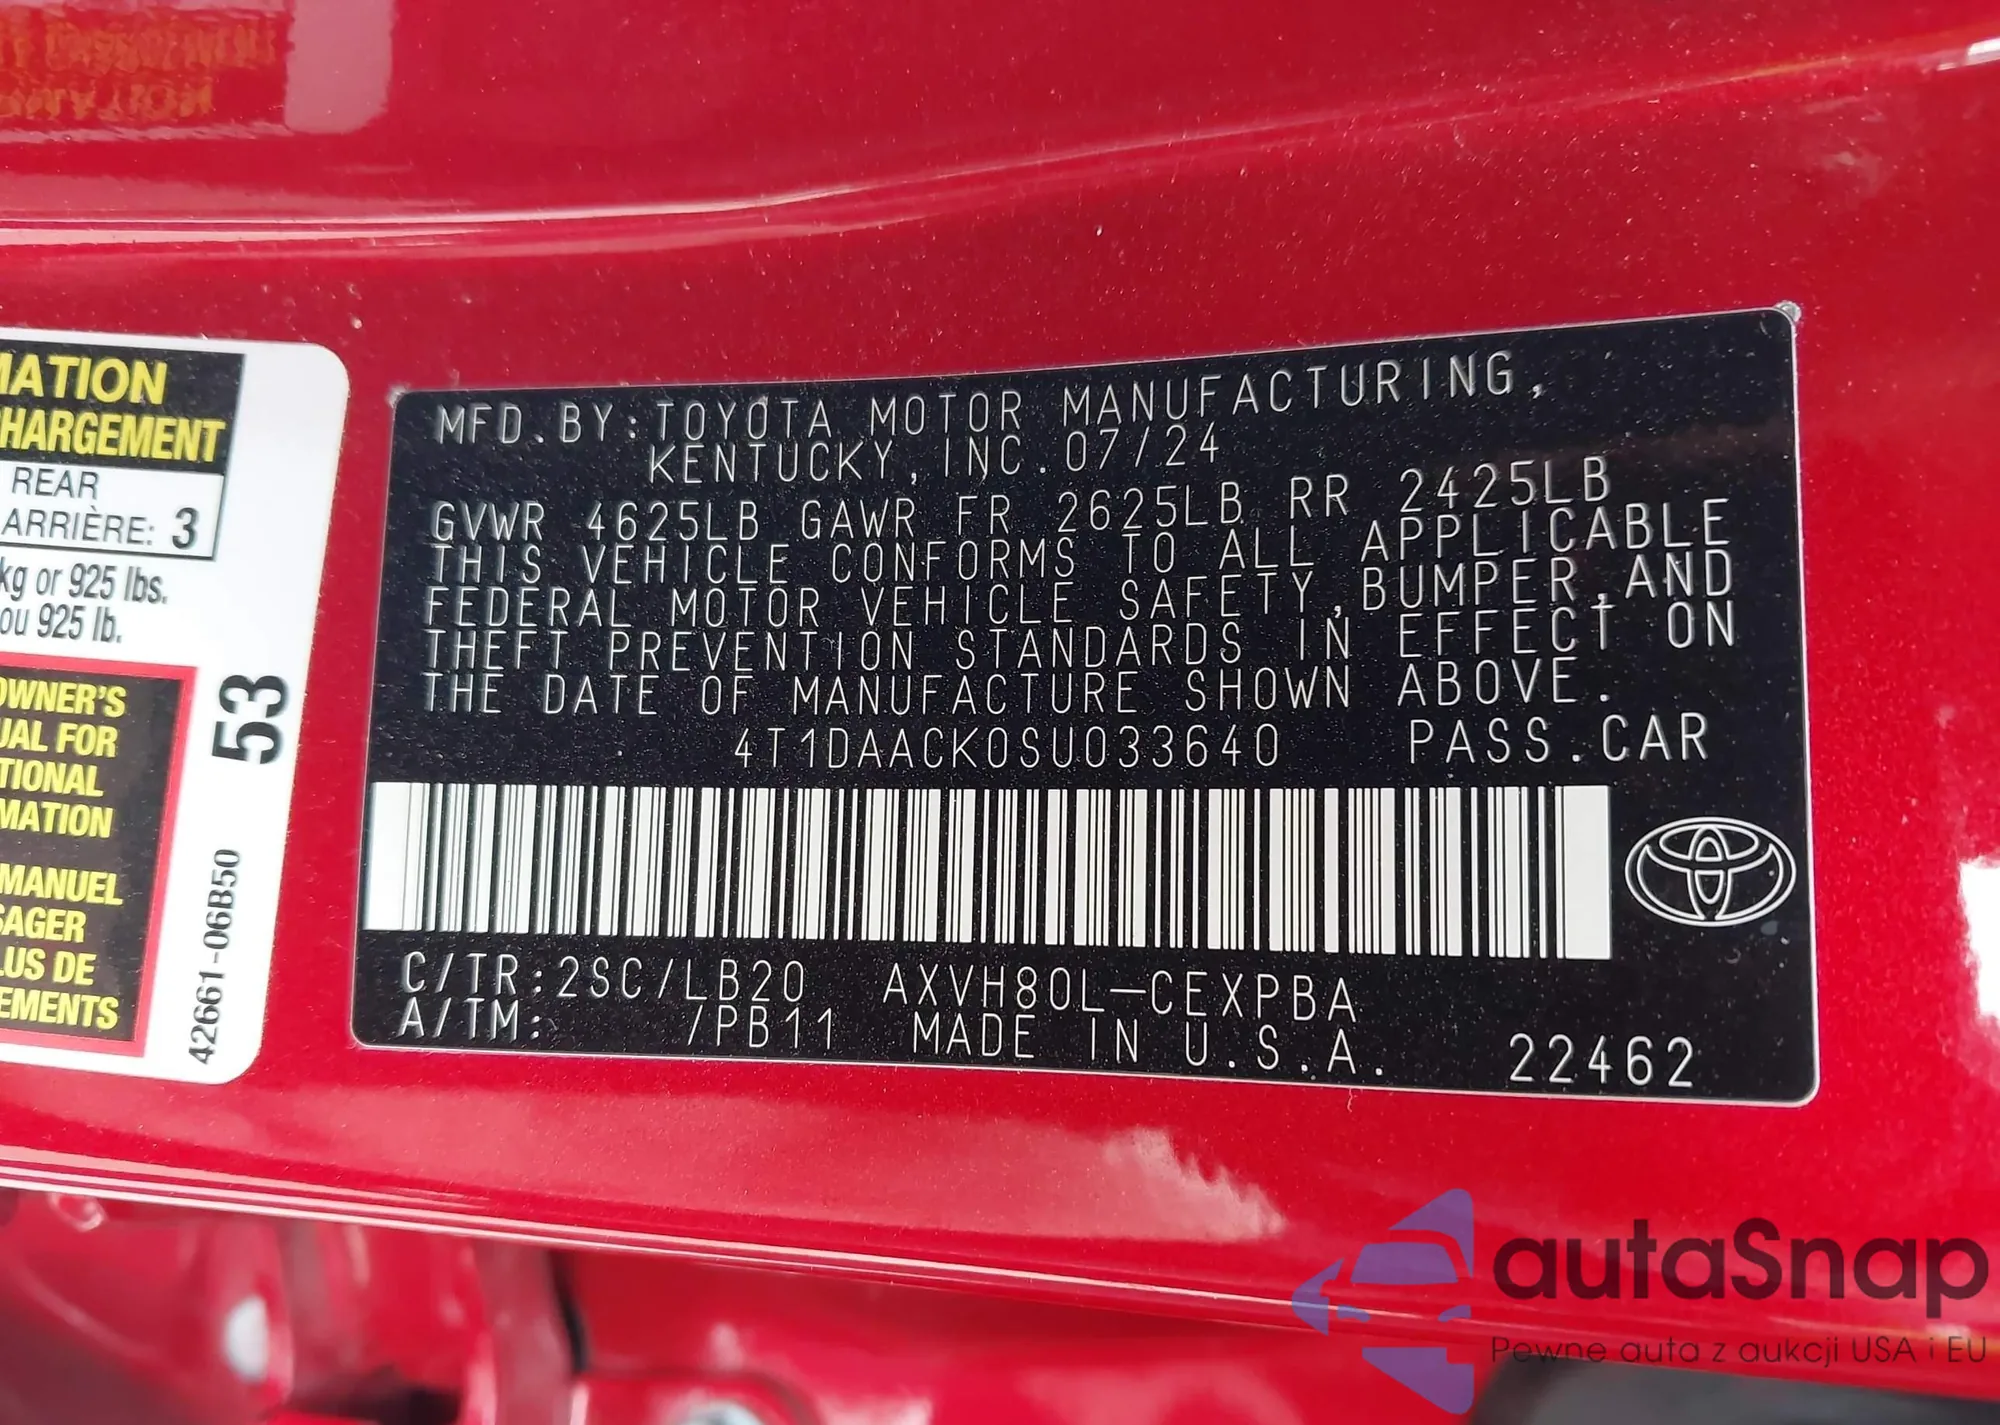 MATION
HARGEMENT
REAR
ARRIÈRE: 3
kg or 925 lbs.
ou 925 lb.
OWNER'S
UAL FOR
TIONAL
MATION
MANUEL
SAGER
LUS DE
EMENTS
53
42661-06B50
MFD.BY:TOYOTA MOTOR MANUFACTURING,
KENTUCKY,INC.07/24
GVWR 4625LB GAWR FR 2625LB RR 2425LB
THIS VEHICLE CONFORMS TO ALL APPLICABLE
FEDERAL MOTOR VEHICLE SAFETY,BUMPER,AND
THEFT PREVENTION STANDARDS IN EFFECT ON
THE DATE OF MANUFACTURE SHOWN ABOVE.
4T1DAACK0SU033640 PASS.CAR
C/TR:2SC/LB20 AXVH80L-CEXPBA
A/TM: /PB11 MADE IN U.S.A. 22462
autaSnap
Pewne auta z aukcji USA i EU